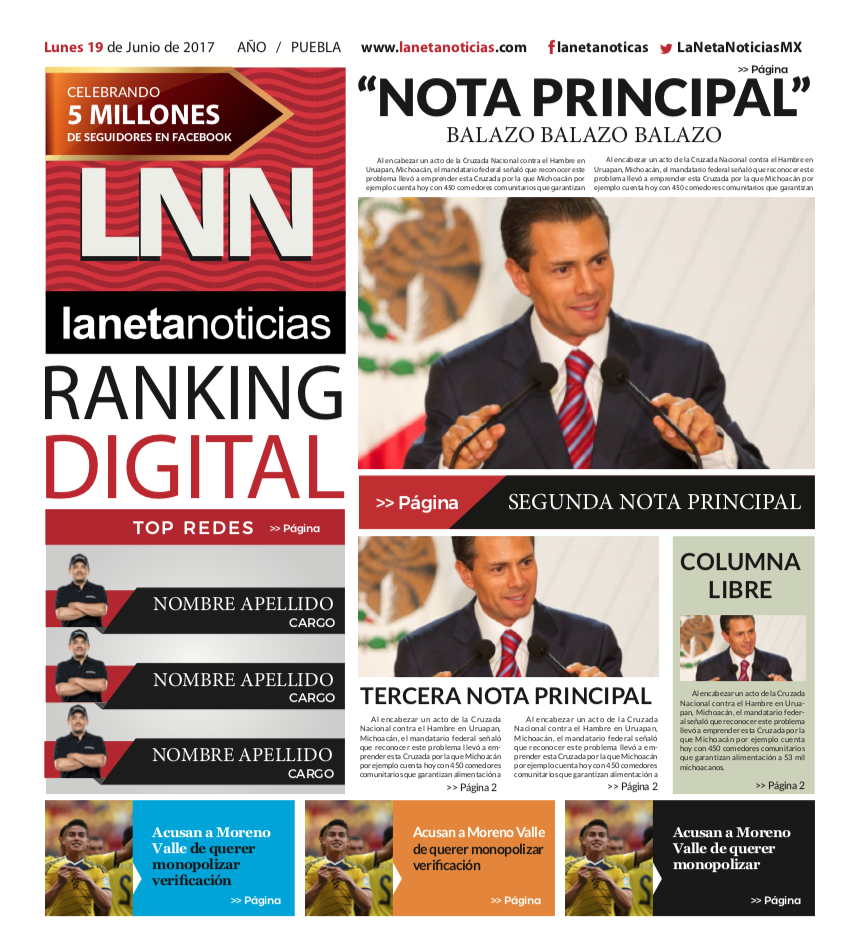 Lunes 19 de Junio de 2017 AÑO / PUEBLA www.lanetanoticias.com lanetanoticas LaNetaNoticiasMX
CELEBRANDO
5 MILLONES
DE SEGUIDORES EN FACEBOOK
LNN
lanetanoticias
RANKING
DIGITAL
TOP REDES >> Página
NOMBRE APELLIDO
CARGO
NOMBRE APELLIDO
CARGO
NOMBRE APELLIDO
CARGO
>> Página
“NOTA PRINCIPAL”
BALAZO BALAZO BALAZO
Al encabezar un acto de la Cruzada Nacional contra el Hambre en
Uruapan, Michoacán, el mandatario federal señaló que reconocer este
problema llevó a emprender esta Cruzada por la que Michoacán por
ejemplo cuenta hoy con 450 comedores comunitarios que garantizan
Al encabezar un acto de la Cruzada Nacional contra el Hambre en
Uruapan, Michoacán, el mandatario federal señaló que reconocer este
problema llevó a emprender esta Cruzada por la que Michoacán por
ejemplo cuenta hoy con 450 comedores comunitarios que garantizan
>> Página SEGUNDA NOTA PRINCIPAL
TERCERA NOTA PRINCIPAL
Al encabezar un acto de la Cruzada
Nacional contra el Hambre en Uruapan,
Michoacán, el mandatario federal señaló
que reconocer este problema llevó a em-
prender esta Cruzada por la que Michoacán
por ejemplo cuenta hoy con 450 comedores
comunitarios que garantizan alimentación a
>> Página 2
Al encabezar un acto de la Cruzada
Nacional contra el Hambre en Uruapan,
Michoacán, el mandatario federal señaló
que reconocer este problema llevó a em-
prender esta Cruzada por la que Michoacán
por ejemplo cuenta hoy con 450 comedores
comunitarios que garantizan alimentación a
>> Página 2
COLUMNA
LIBRE
Al encabezar un acto de la Cruzada
Nacional contra el Hambre en Urua-
pan, Michoacán, el mandatario feder-
al señaló que reconocer este problema
llevó a emprender esta Cruzada por la
que Michoacán por ejemplo cuenta
hoy con 450 comedores comunitarios
que garantizan alimentación a 53 mil
michoacanos.
>> Página 2
Acusan a Moreno
Valle de querer
monopolizar
verificación
>> Página
Acusan a Moreno Valle
de querer monopolizar
verificación
>> Página
Acusan a Moreno
Valle de querer
monopolizar
>> Página